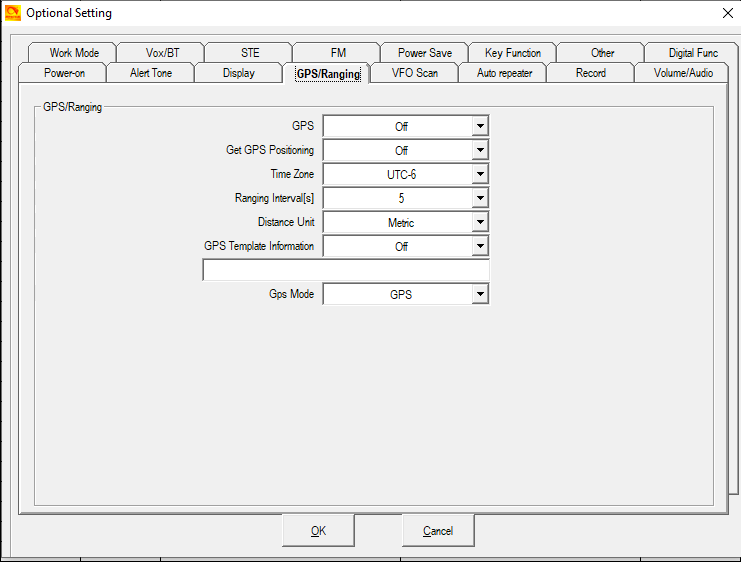 Optional Setting
Work Mode Vox/BT STE FM Power Save Key Function Other Digital Func
Power-on Alert Tone Display GPS/Ranging VFO Scan Auto repeater Record Volume/Audio
GPS/Ranging
GPS Off
Get GPS Positioning Off
Time Zone UTC-6
Ranging Interval[s] 5
Distance Unit Metric
GPS Template Information Off
Gps Mode GPS
OK Cancel